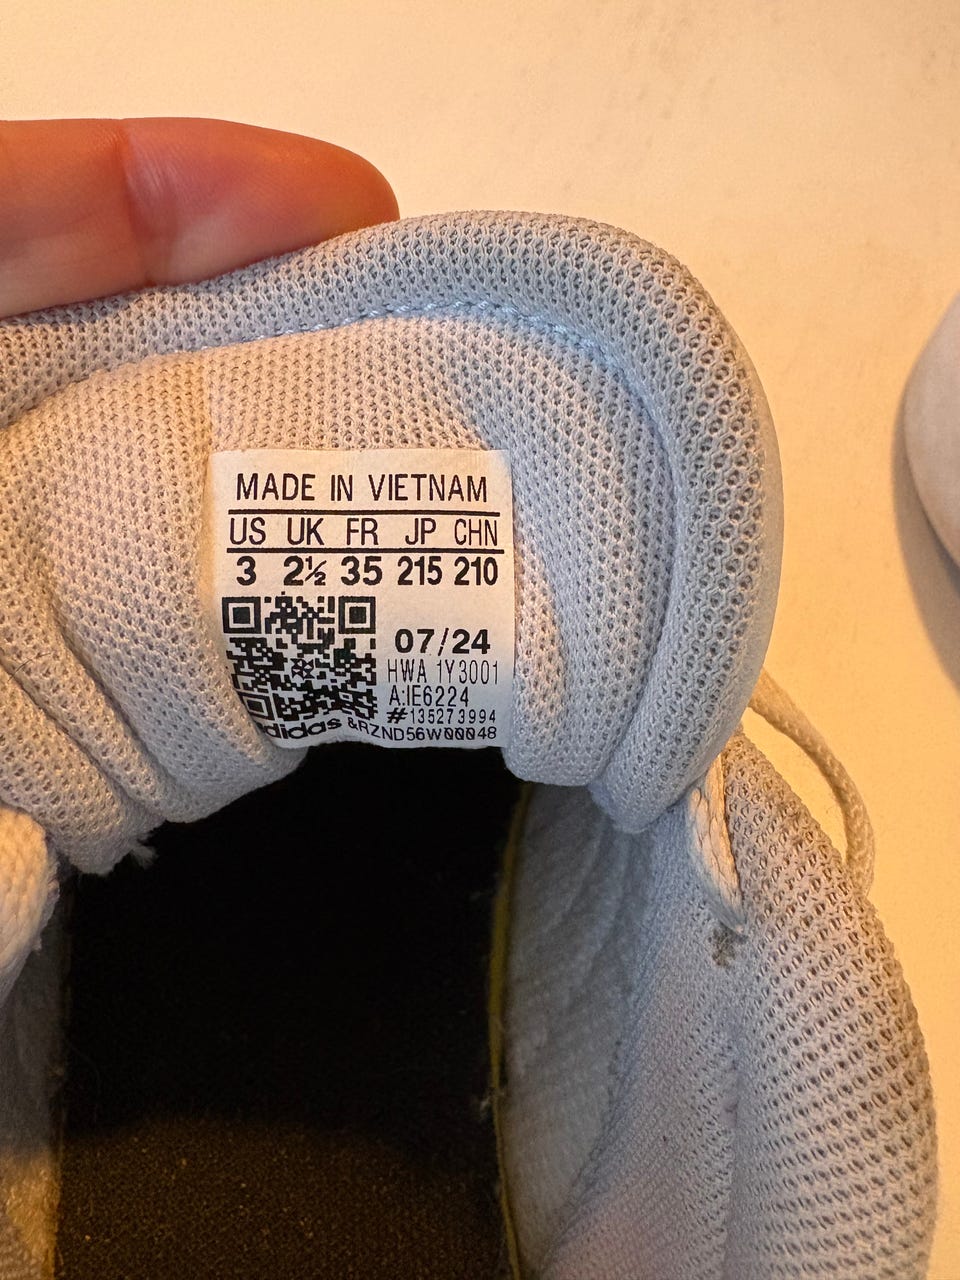 MADE IN VIETNAM
US UK FR JP CHN
3 2½ 35 215 210
07/24
HWA 1Y3001
A:IE6224
#135273994
adidas &RZND56W00048